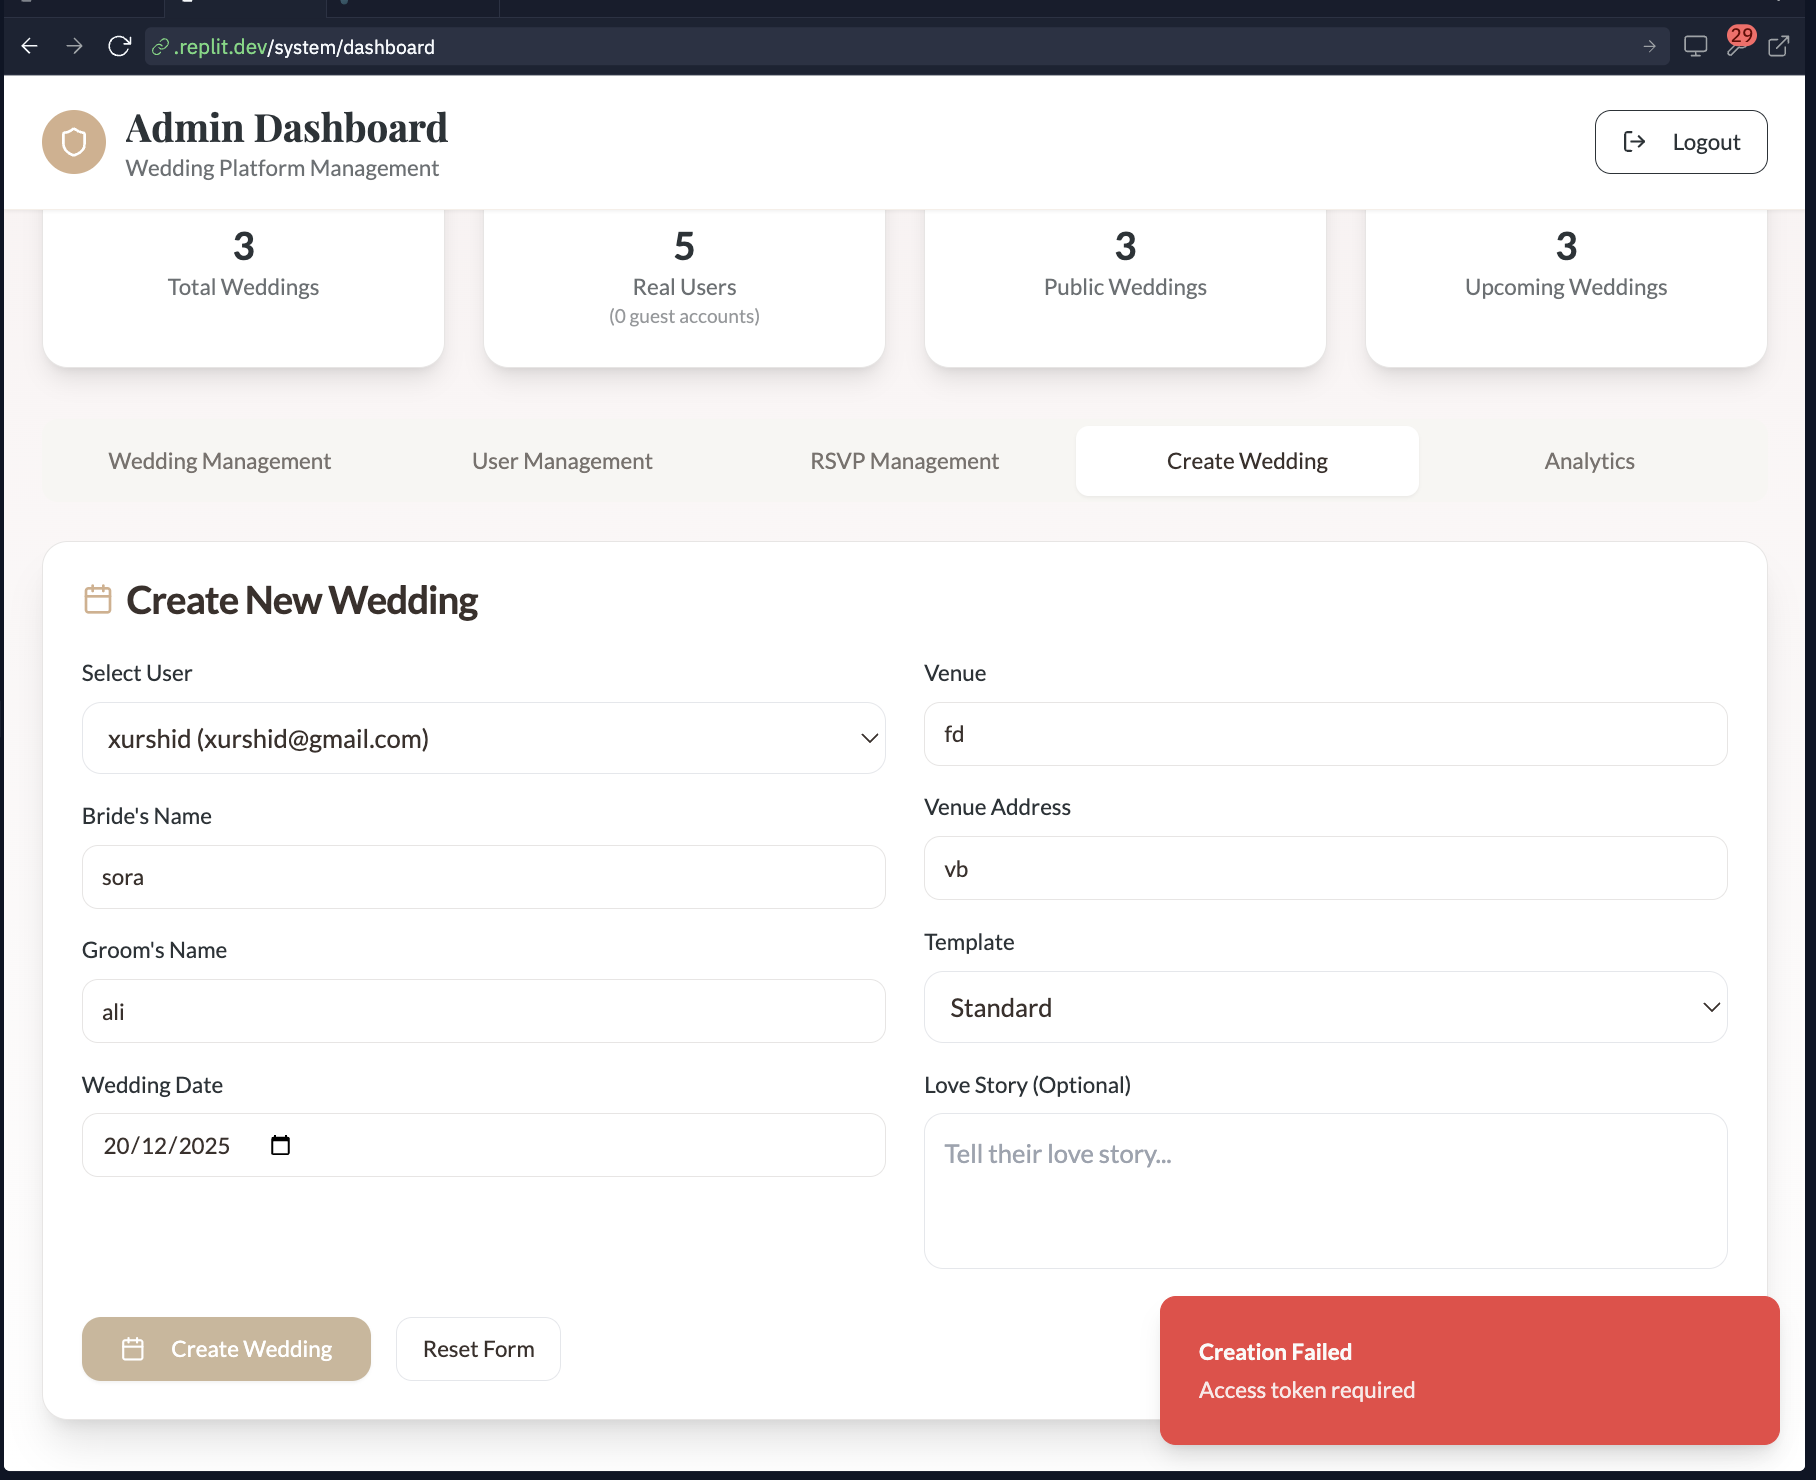 .replit.dev/system/dashboard
29
Admin Dashboard
Wedding Platform Management
Logout
3
Total Weddings
5
Real Users
(0 guest accounts)
3
Public Weddings
3
Upcoming Weddings
Wedding Management
User Management
RSVP Management
Create Wedding
Analytics
Create New Wedding
Select User
xurshid (xurshid@gmail.com)
Bride's Name
sora
Groom's Name
ali
Wedding Date
20/12/2025
Venue
fd
Venue Address
vb
Template
Standard
Love Story (Optional)
Tell their love story...
Create Wedding
Reset Form
Creation Failed
Access token required